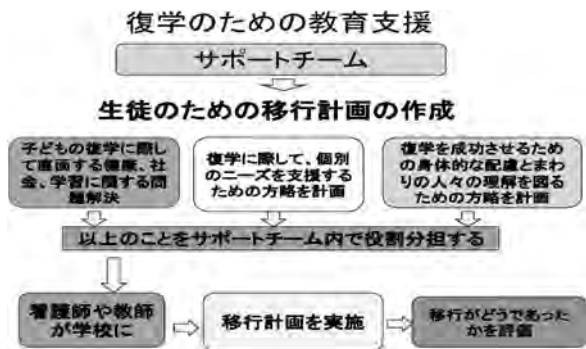 復学のための教育支援
サポートチーム
生徒のための移行計画の作成
子どもの復学に際し
て直面する健康、社
会、学習に関する問
題解決
復学に際して、個別
のニーズを支援する
ための方略を計画
復学を成功させるため
の身体的な配慮とまわ
りの人々の理解を図る
ための方略を計画
以上のことをサポートチーム内で役割分担する
看護師や教師
が学校に
移行計画を実施
移行がどうであった
かを評価